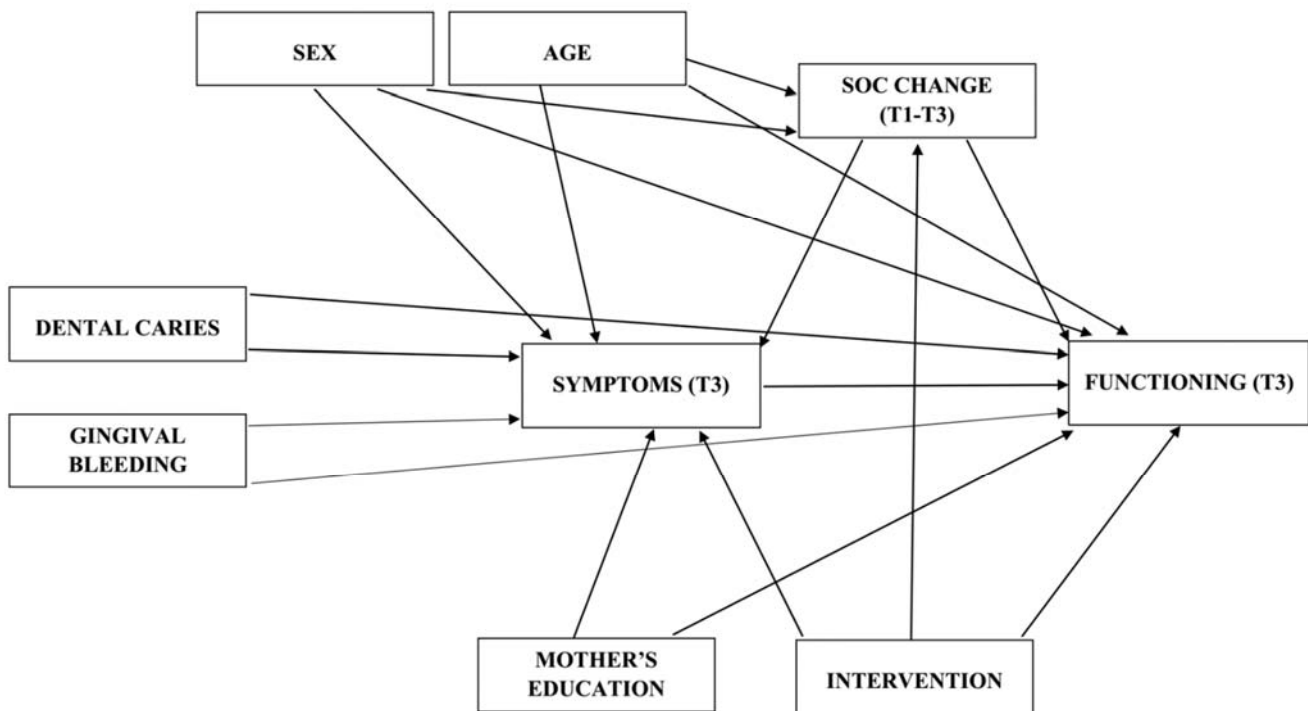 SEX
AGE
SOC CHANGE
(T1-T3)
DENTAL CARIES
SYMPTOMS (T3)
FUNCTIONING (T3)
GINGIVAL
BLEEDING
MOTHER’S
EDUCATION
INTERVENTION